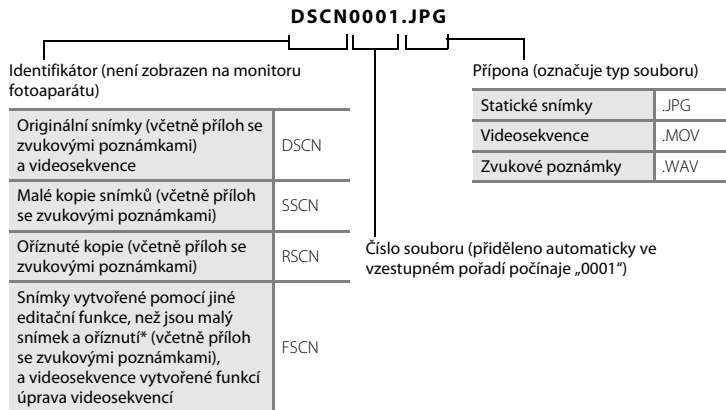 DSCN0001.JPG
Identifikátor (není zobrazen na monitoru
fotoaparátu)
Originální snímky (včetně příloh se
zvukovými poznámkami)
a videosekvence
DSCN
Malé kopie snímků (včetně příloh
se zvukovými poznámkami)
SSCN
Oříznuté kopie (včetně příloh se
zvukovými poznámkami)
RSCN
Snímky vytvořené pomocí jiné
editační funkce, než jsou malý
snímek a oříznutí* (včetně příloh
se zvukovými poznámkami),
a videosekvence vytvořené funkcí
úprava videosekvencí
FSCN
Přípona (označuje typ souboru)
Statické snímky .JPG
Videosekvence .MOV
Zvukové poznámky .WAV
Číslo souboru (přiděleno automaticky ve
vzestupném pořadí počínaje „0001“)